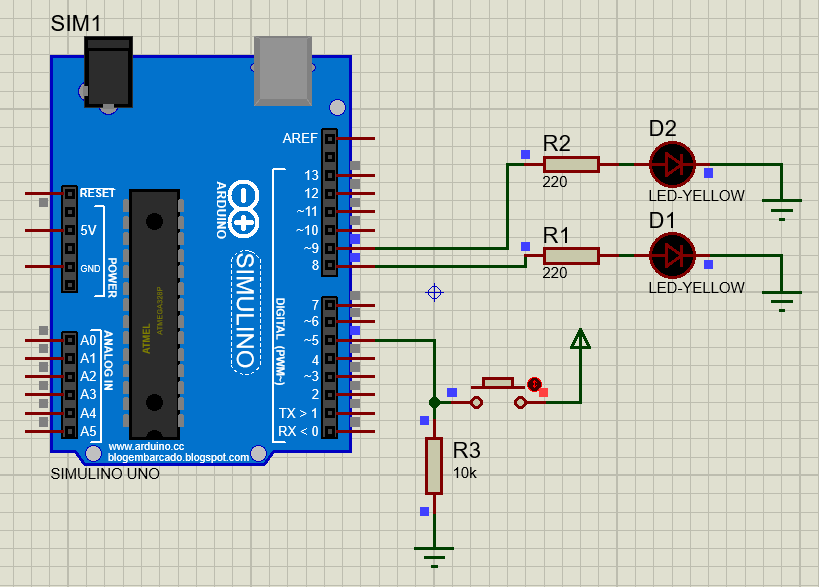 SIM1
AREF
13
12
~11
~10
~9
8
7
~6
~5
4
~3
2
TX > 1
RX < 0
RESET
5V
GND
POWER
A0
A1
A2
A3
A4
A5
ANALOG IN
ATMEL
ATMEGA328P
ARDUINO
SIMULINO
DIGITAL (PWM~)
www.arduino.cc
blogembarcado.blogspot.com
SIMULINO UNO
R2
220
D2
LED-YELLOW
R1
220
D1
LED-YELLOW
R3
10k